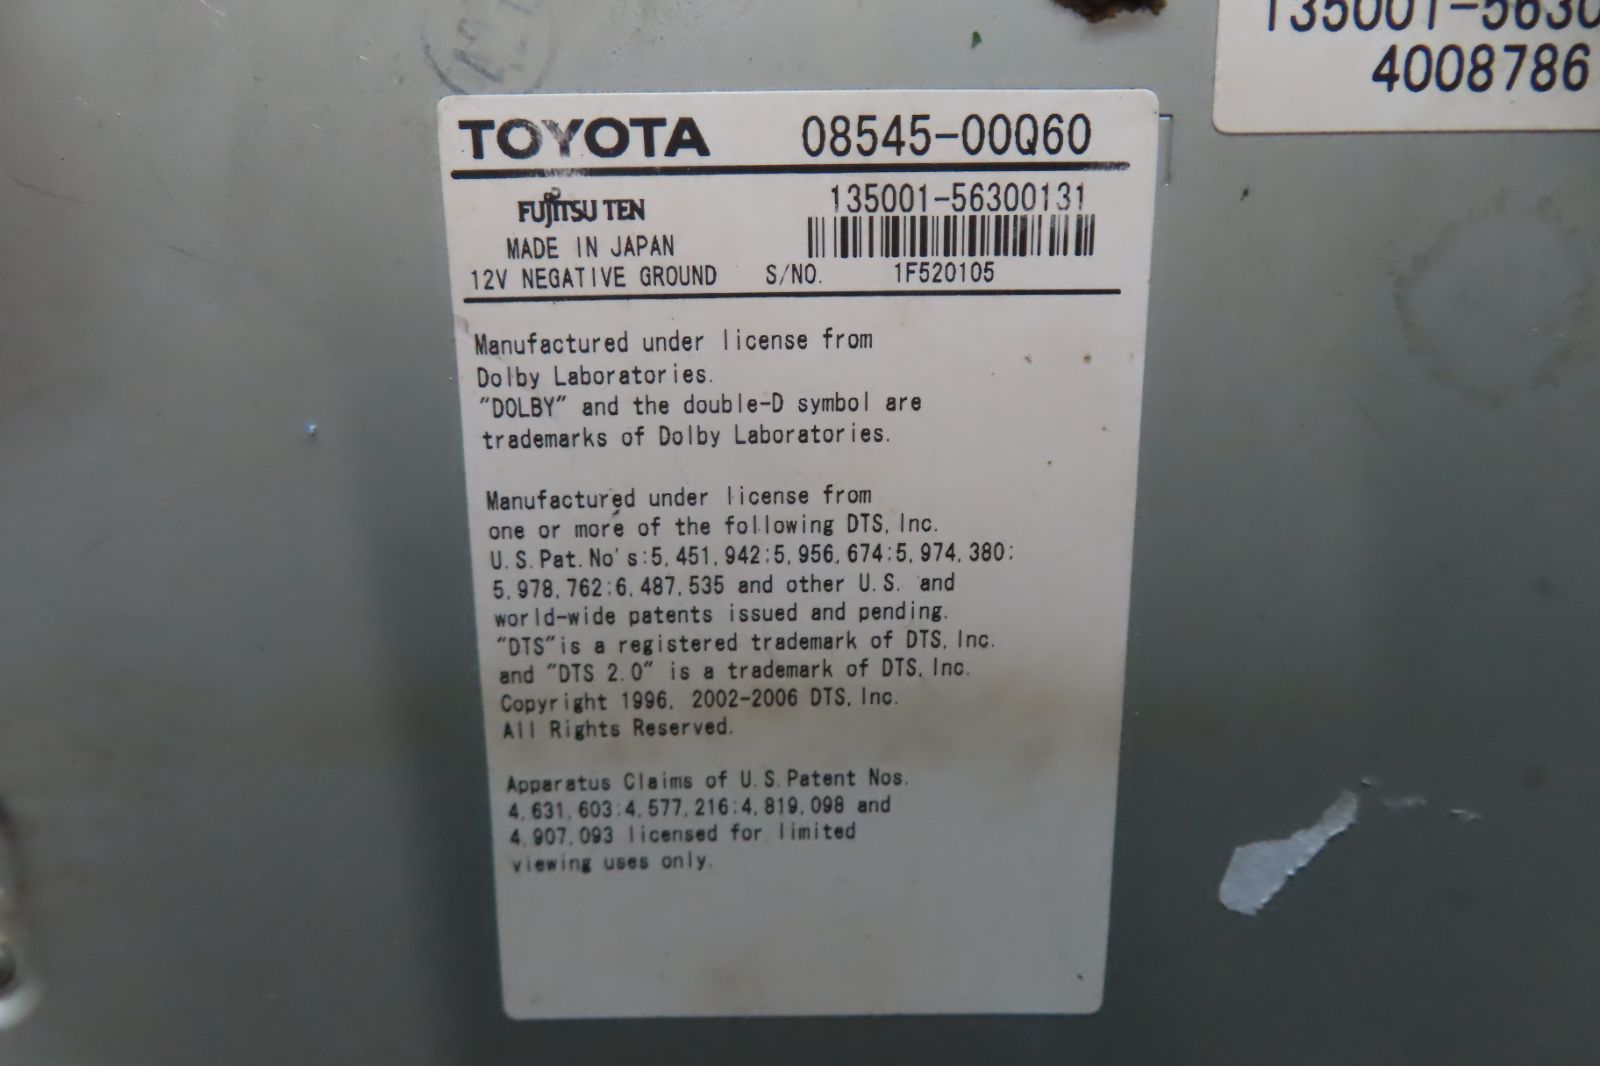 135001-5630
4008786
TOYOTA 08545-00Q60
FUJITSU TEN 135001-56300131
MADE IN JAPAN
12V NEGATIVE GROUND S/NO. 1F520105
Manufactured under license from
Dolby Laboratories.
"DOLBY" and the double-D symbol are
trademarks of Dolby Laboratories.
Manufactured under license from
one or more of the following DTS, Inc.
U.S.Pat.No's:5,451,942:5,956,674:5,974,380:
5,978,762:6,487,535 and other U.S. and
world-wide patents issued and pending.
"DTS"is a registered trademark of DTS, Inc.
and "DTS 2.0" is a trademark of DTS, Inc.
Copyright 1996, 2002-2006 DTS, Inc.
All Rights Reserved.
Apparatus Claims of U.S.Patent Nos.
4,631,603:4,577,216:4,819,098 and
4,907,093 licensed for limited
viewing uses only.